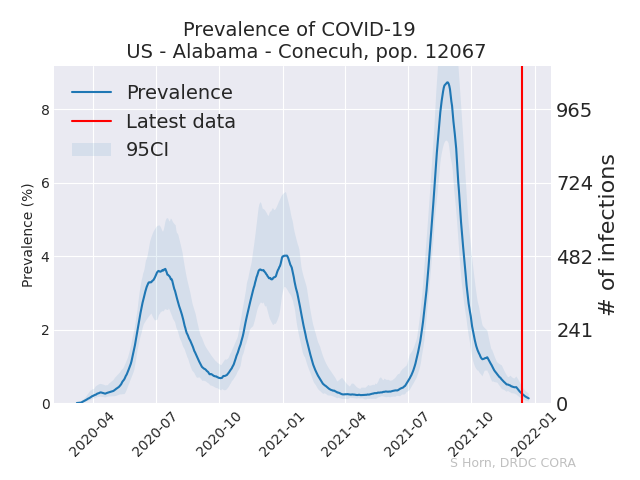 Prevalence of COVID-19
US - Alabama - Conecuh, pop. 12067
Prevalence
Latest data
95CI
Prevalence (%)
8
6
4
2
0
965
724
482
241
0
# of infections
2020-04
2020-07
2020-10
2021-01
2021-04
2021-07
2021-10
2022-01
S Horn, DRDC CORA